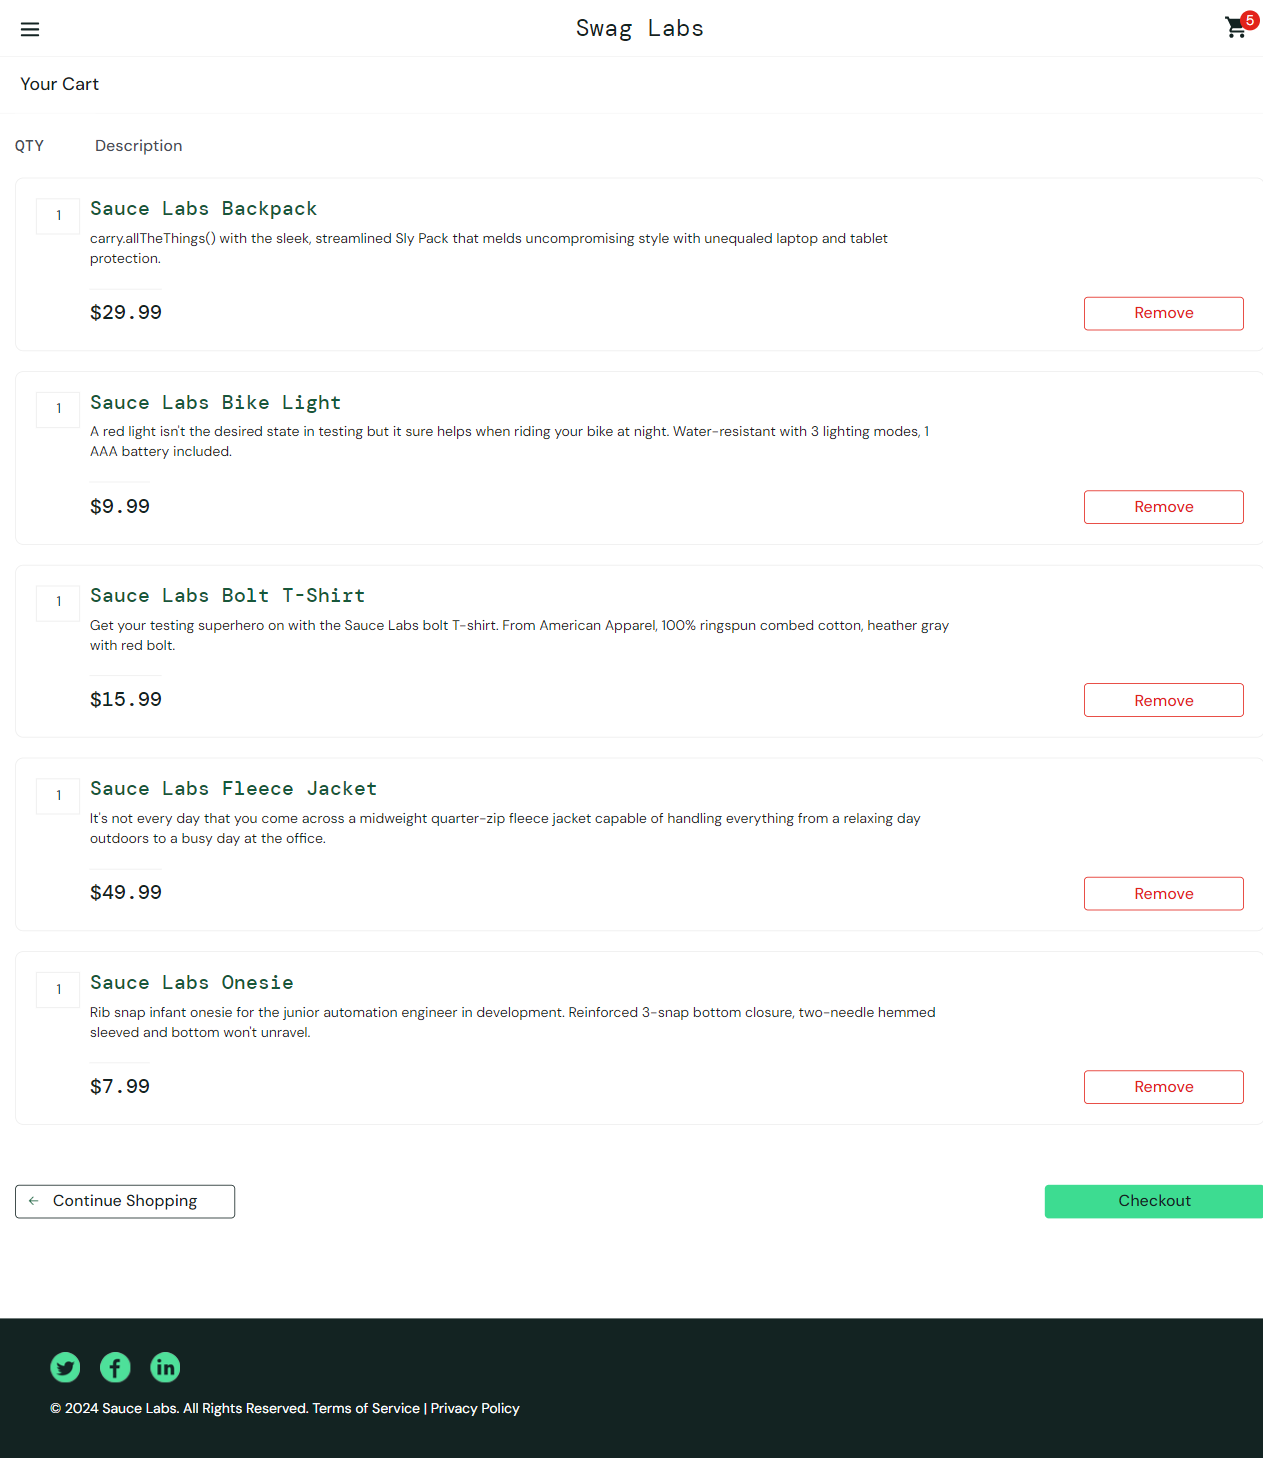 Swag Labs
5
Your Cart
QTY Description
1
Sauce Labs Backpack
carry.allTheThings() with the sleek, streamlined Sly Pack that melds uncompromising style with unequaled laptop and tablet
protection.
$29.99
Remove
1
Sauce Labs Bike Light
A red light isn't the desired state in testing but it sure helps when riding your bike at night. Water-resistant with 3 lighting modes, 1
AAA battery included.
$9.99
Remove
1
Sauce Labs Bolt T-Shirt
Get your testing superhero on with the Sauce Labs bolt T-shirt. From American Apparel, 100% ringspun combed cotton, heather gray
with red bolt.
$15.99
Remove
1
Sauce Labs Fleece Jacket
It's not every day that you come across a midweight quarter-zip fleece jacket capable of handling everything from a relaxing day
outdoors to a busy day at the office.
$49.99
Remove
1
Sauce Labs Onesie
Rib snap infant onesie for the junior automation engineer in development. Reinforced 3-snap bottom closure, two-needle hemmed
sleeved and bottom won't unravel.
$7.99
Remove
Continue Shopping
Checkout
© 2024 Sauce Labs. All Rights Reserved. Terms of Service | Privacy Policy